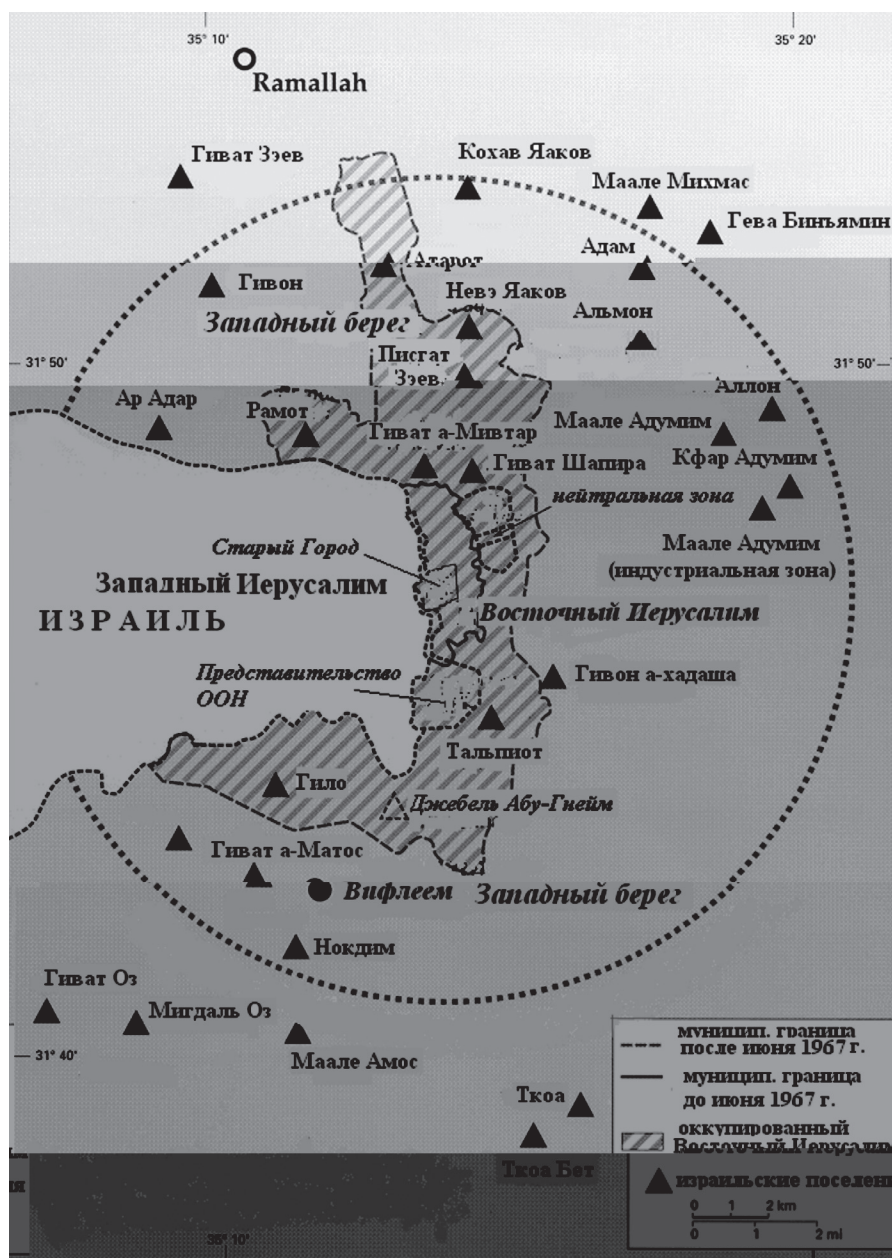 35° 10'
35° 20'
Ramallah
Гиват Зэев
Кохав Яаков
Маале Михмас
Гева Бинъямин
Адам
Атарот
Гивон
Невэ Яаков
Альмон
Западный берег
31° 50'
31° 50'
Писгат
Зэев
Аллон
Ар Адар
Рамот
Гиват а-Мивтар
Маале Адумим
Гиват Шапира
Кфар Адумим
нейтральная зона
Маале Адумим
(индустриальная зона)
Старый Город
Западный Иерусалим
ИЗРАИЛЬ
Восточный Иерусалим
Представительство
ООН
Гивон а-хадаша
Тальпиот
Гило
Джебель Абу-Гнейм
Гиват а-Матос
Вифлеем
Западный берег
Нокдим
Гиват Оз
Мигдаль Оз
Маале Амос
31° 40'
Ткоа
Ткоа Бет
муницип. граница
после июня 1967 г.
муницип. граница
до июня 1967 г.
оккупированный
Восточный
израильские
0 1 2 km
0 1 2 mi
35° 10'